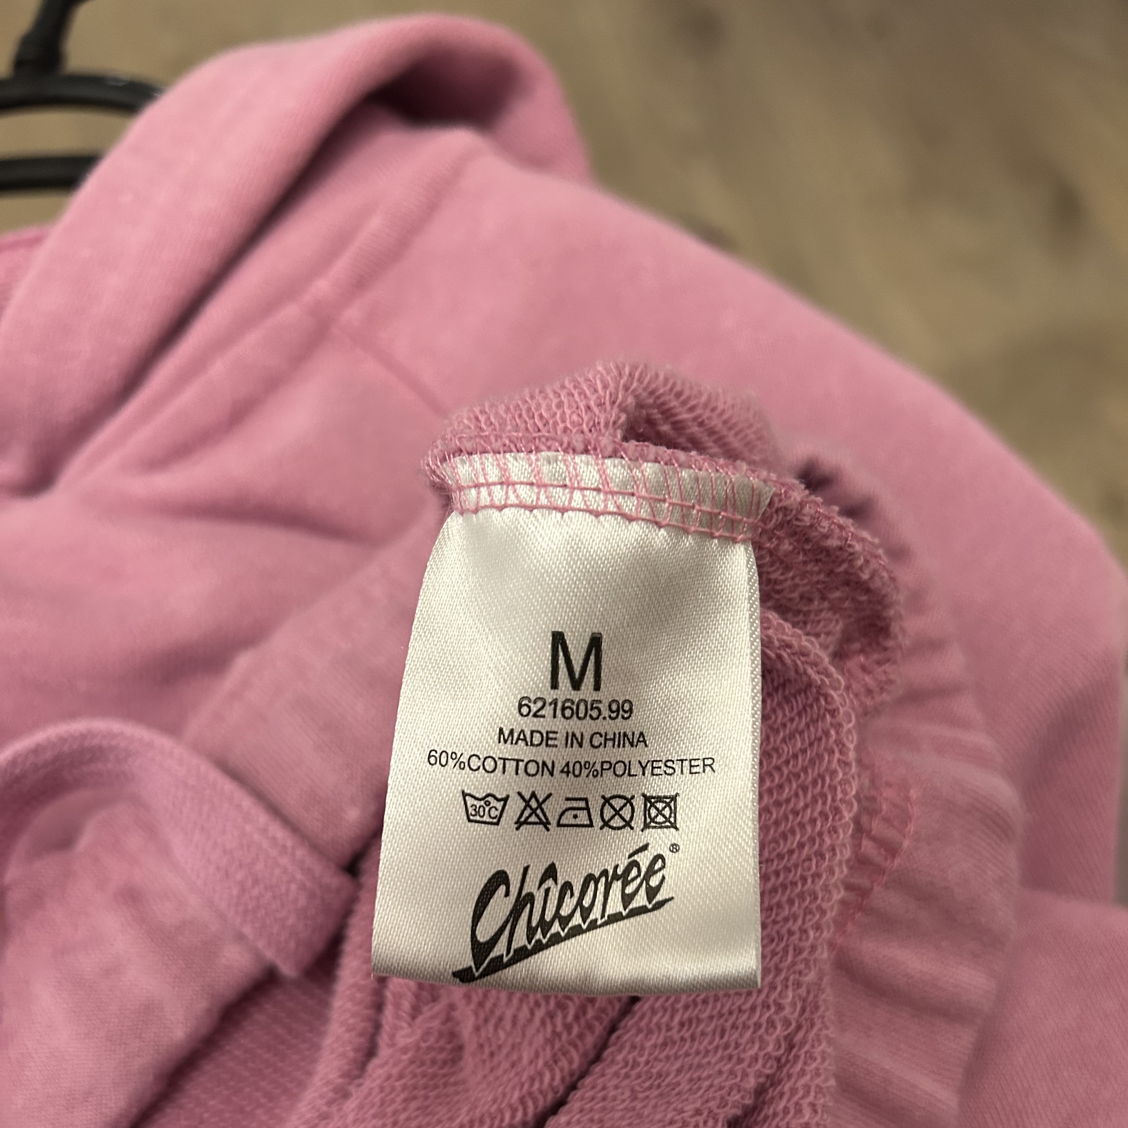 M
621605.99
MADE IN CHINA
60%COTTON 40%POLYESTER
30°C
Chicorée®